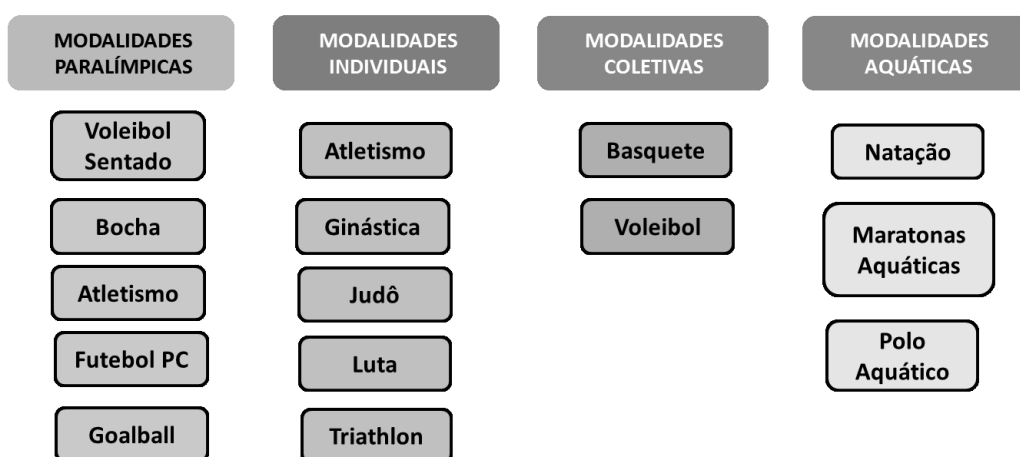 MODALIDADES
PARALÍMPICAS
Voleibol
Sentado
Bocha
Atletismo
Futebol PC
Goalball
MODALIDADES
INDIVIDUAIS
Atletismo
Ginástica
Judô
Luta
Triathlon
MODALIDADES
COLETIVAS
Basquete
Voleibol
MODALIDADES
AQUÁTICAS
Natação
Maratonas
Aquáticas
Polo
Aquático